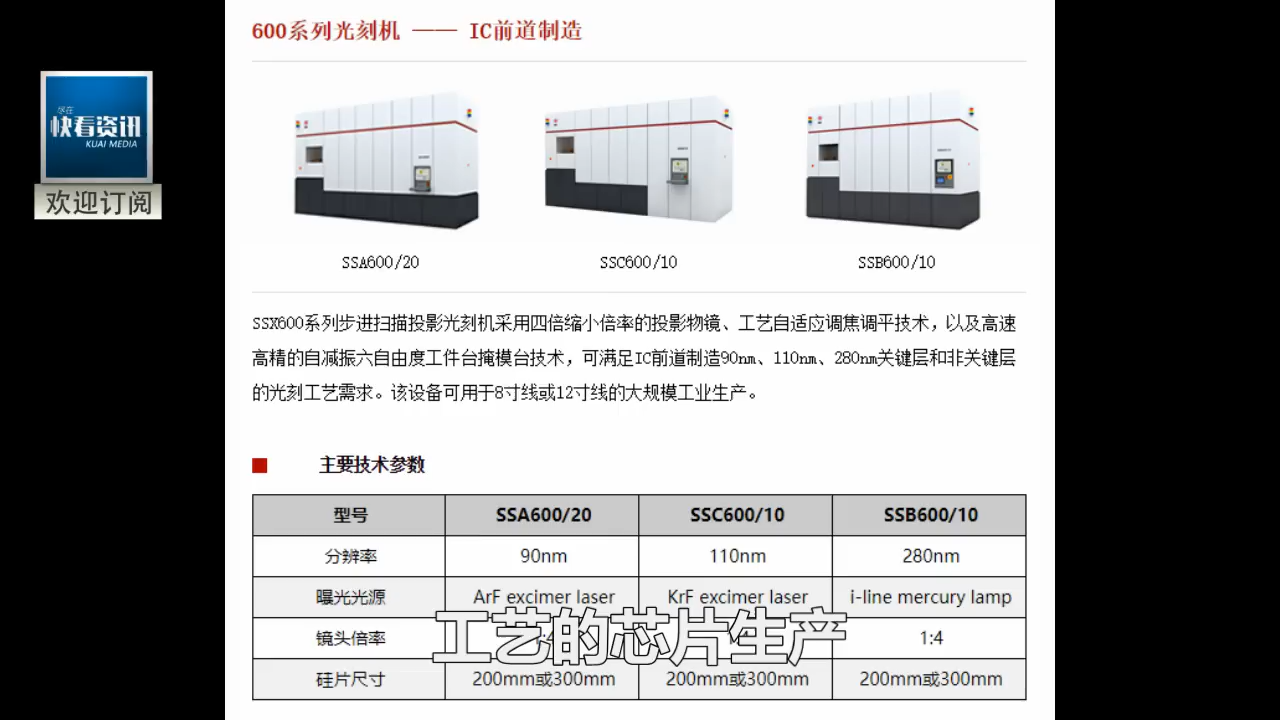 600系列光刻机 —— IC前道制造
尽在
快看资讯
KUAI MEDIA
欢迎订阅
SSA600/20
SSC600/10
SSB600/10
SSX600系列步进扫描投影光刻机采用四倍缩小倍率的投影物镜、工艺自适应调焦调平技术，以及高速
高精的自减振六自由度工件台掩模台技术，可满足IC前道制造90nm、110nm、280nm关键层和非关键层
的光刻工艺需求。该设备可用于8寸线或12寸线的大规模工业生产。
主要技术参数
型号 SSA600/20 SSC600/10 SSB600/10
分辨率 90nm 110nm 280nm
曝光光源 ArF excimer laser KrF excimer laser i-line mercury lamp
镜头倍率 1:4
工艺的芯片生产
硅片尺寸 200mm或300mm 200mm或300mm 200mm或300mm